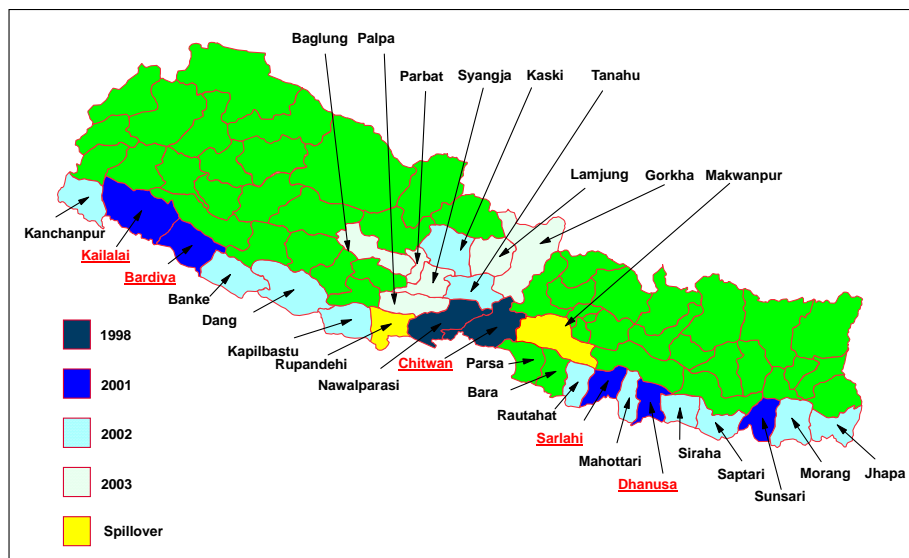 Baglung Palpa
Parbat Syangja Kaski Tanahu
Lamjung Gorkha Makwanpur
Kanchanpur
Kailalai
Bardiya
Banke
Dang
Kapilbastu
Rupandehi
Nawalparasi
Chitwan
Parsa
Bara
Rautahat
Sarlahi
Mahottari
Dhanusa
Siraha
Saptari
Sunsari
Morang
Jhapa
1998
2001
2002
2003
Spillover